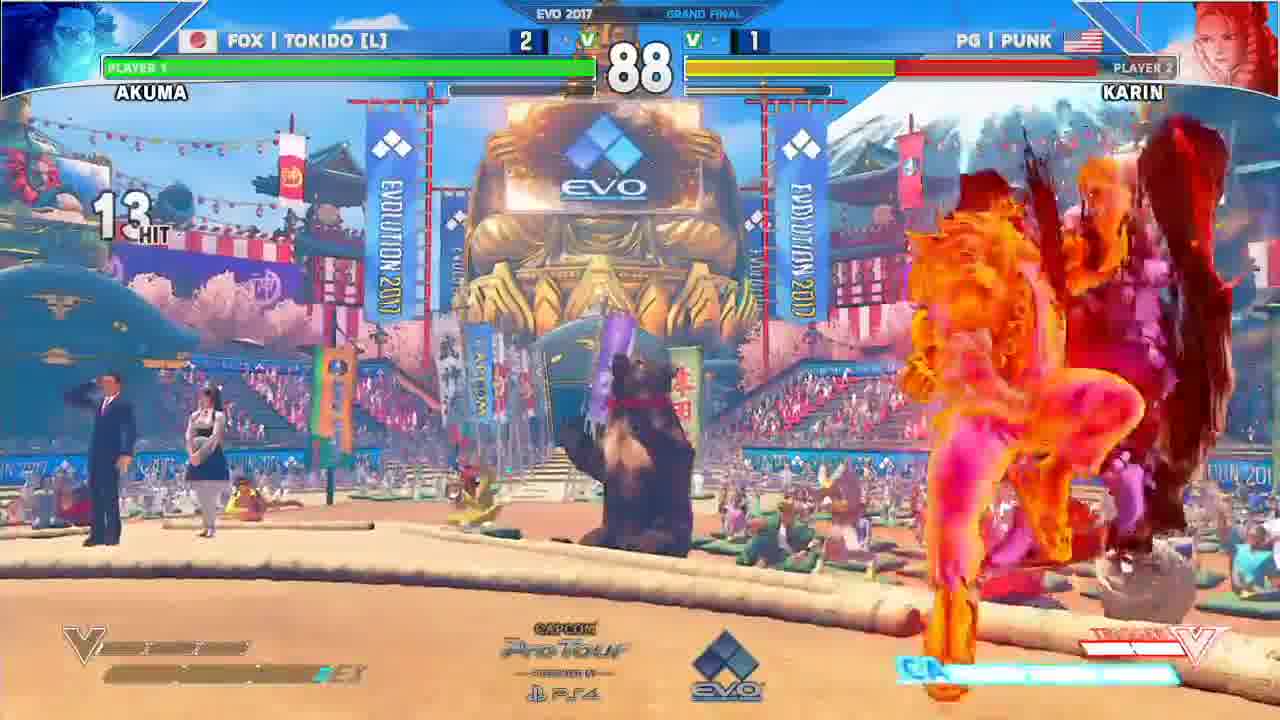 EVO 2017 GRAND FINAL
FOX | TOKIDO [L] 2 V 88 V 1 PG | PUNK
PLAYER 1 PLAYER 2
AKUMA KARIN
EVO
EVOLUTION 2017
EVOLUTION 2017
13 HIT
CAPCOM
V EX
CAPCOM
Pro Tour
PS4
EVO
CA
V